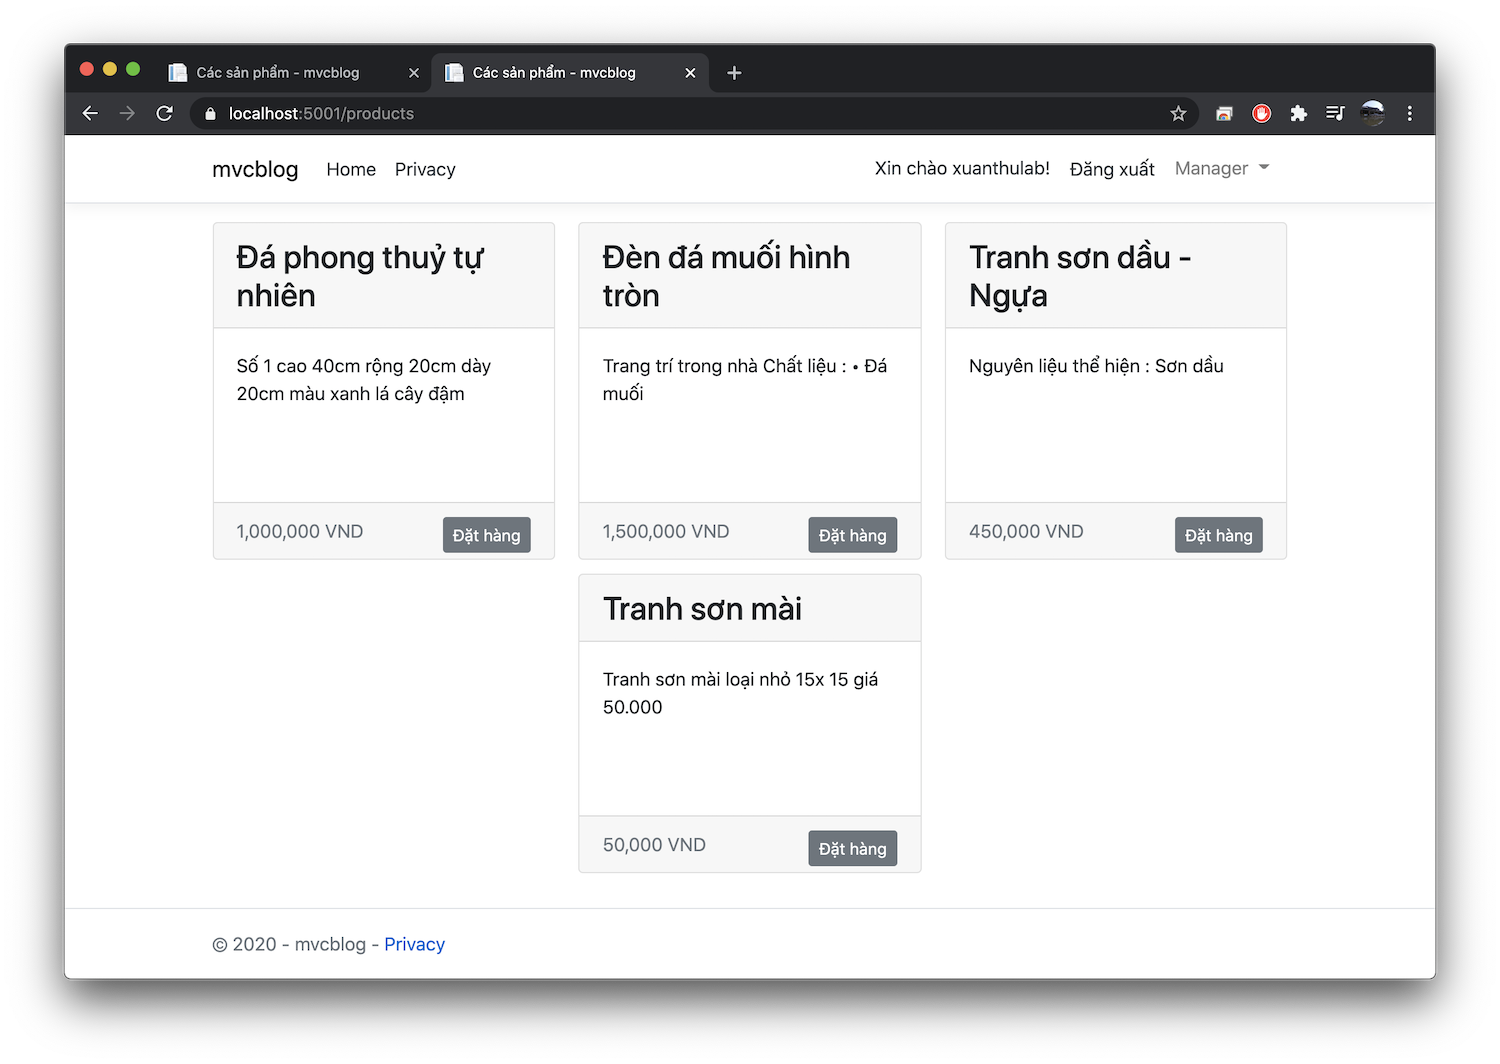 Các sản phẩm - mvcblog
Các sản phẩm - mvcblog
localhost:5001/products
mvcblog Home Privacy Xin chào xuanthulab! Đăng xuất Manager
Đá phong thuỷ tự
nhiên
Số 1 cao 40cm rộng 20cm dày
20cm màu xanh lá cây đậm
1,000,000 VND Đặt hàng
Đèn đá muối hình
tròn
Trang trí trong nhà Chất liệu : • Đá
muối
1,500,000 VND Đặt hàng
Tranh sơn dầu -
Ngựa
Nguyên liệu thể hiện : Sơn dầu
450,000 VND Đặt hàng
Tranh sơn mài
Tranh sơn mài loại nhỏ 15x 15 giá
50.000
50,000 VND Đặt hàng
© 2020 - mvcblog - Privacy